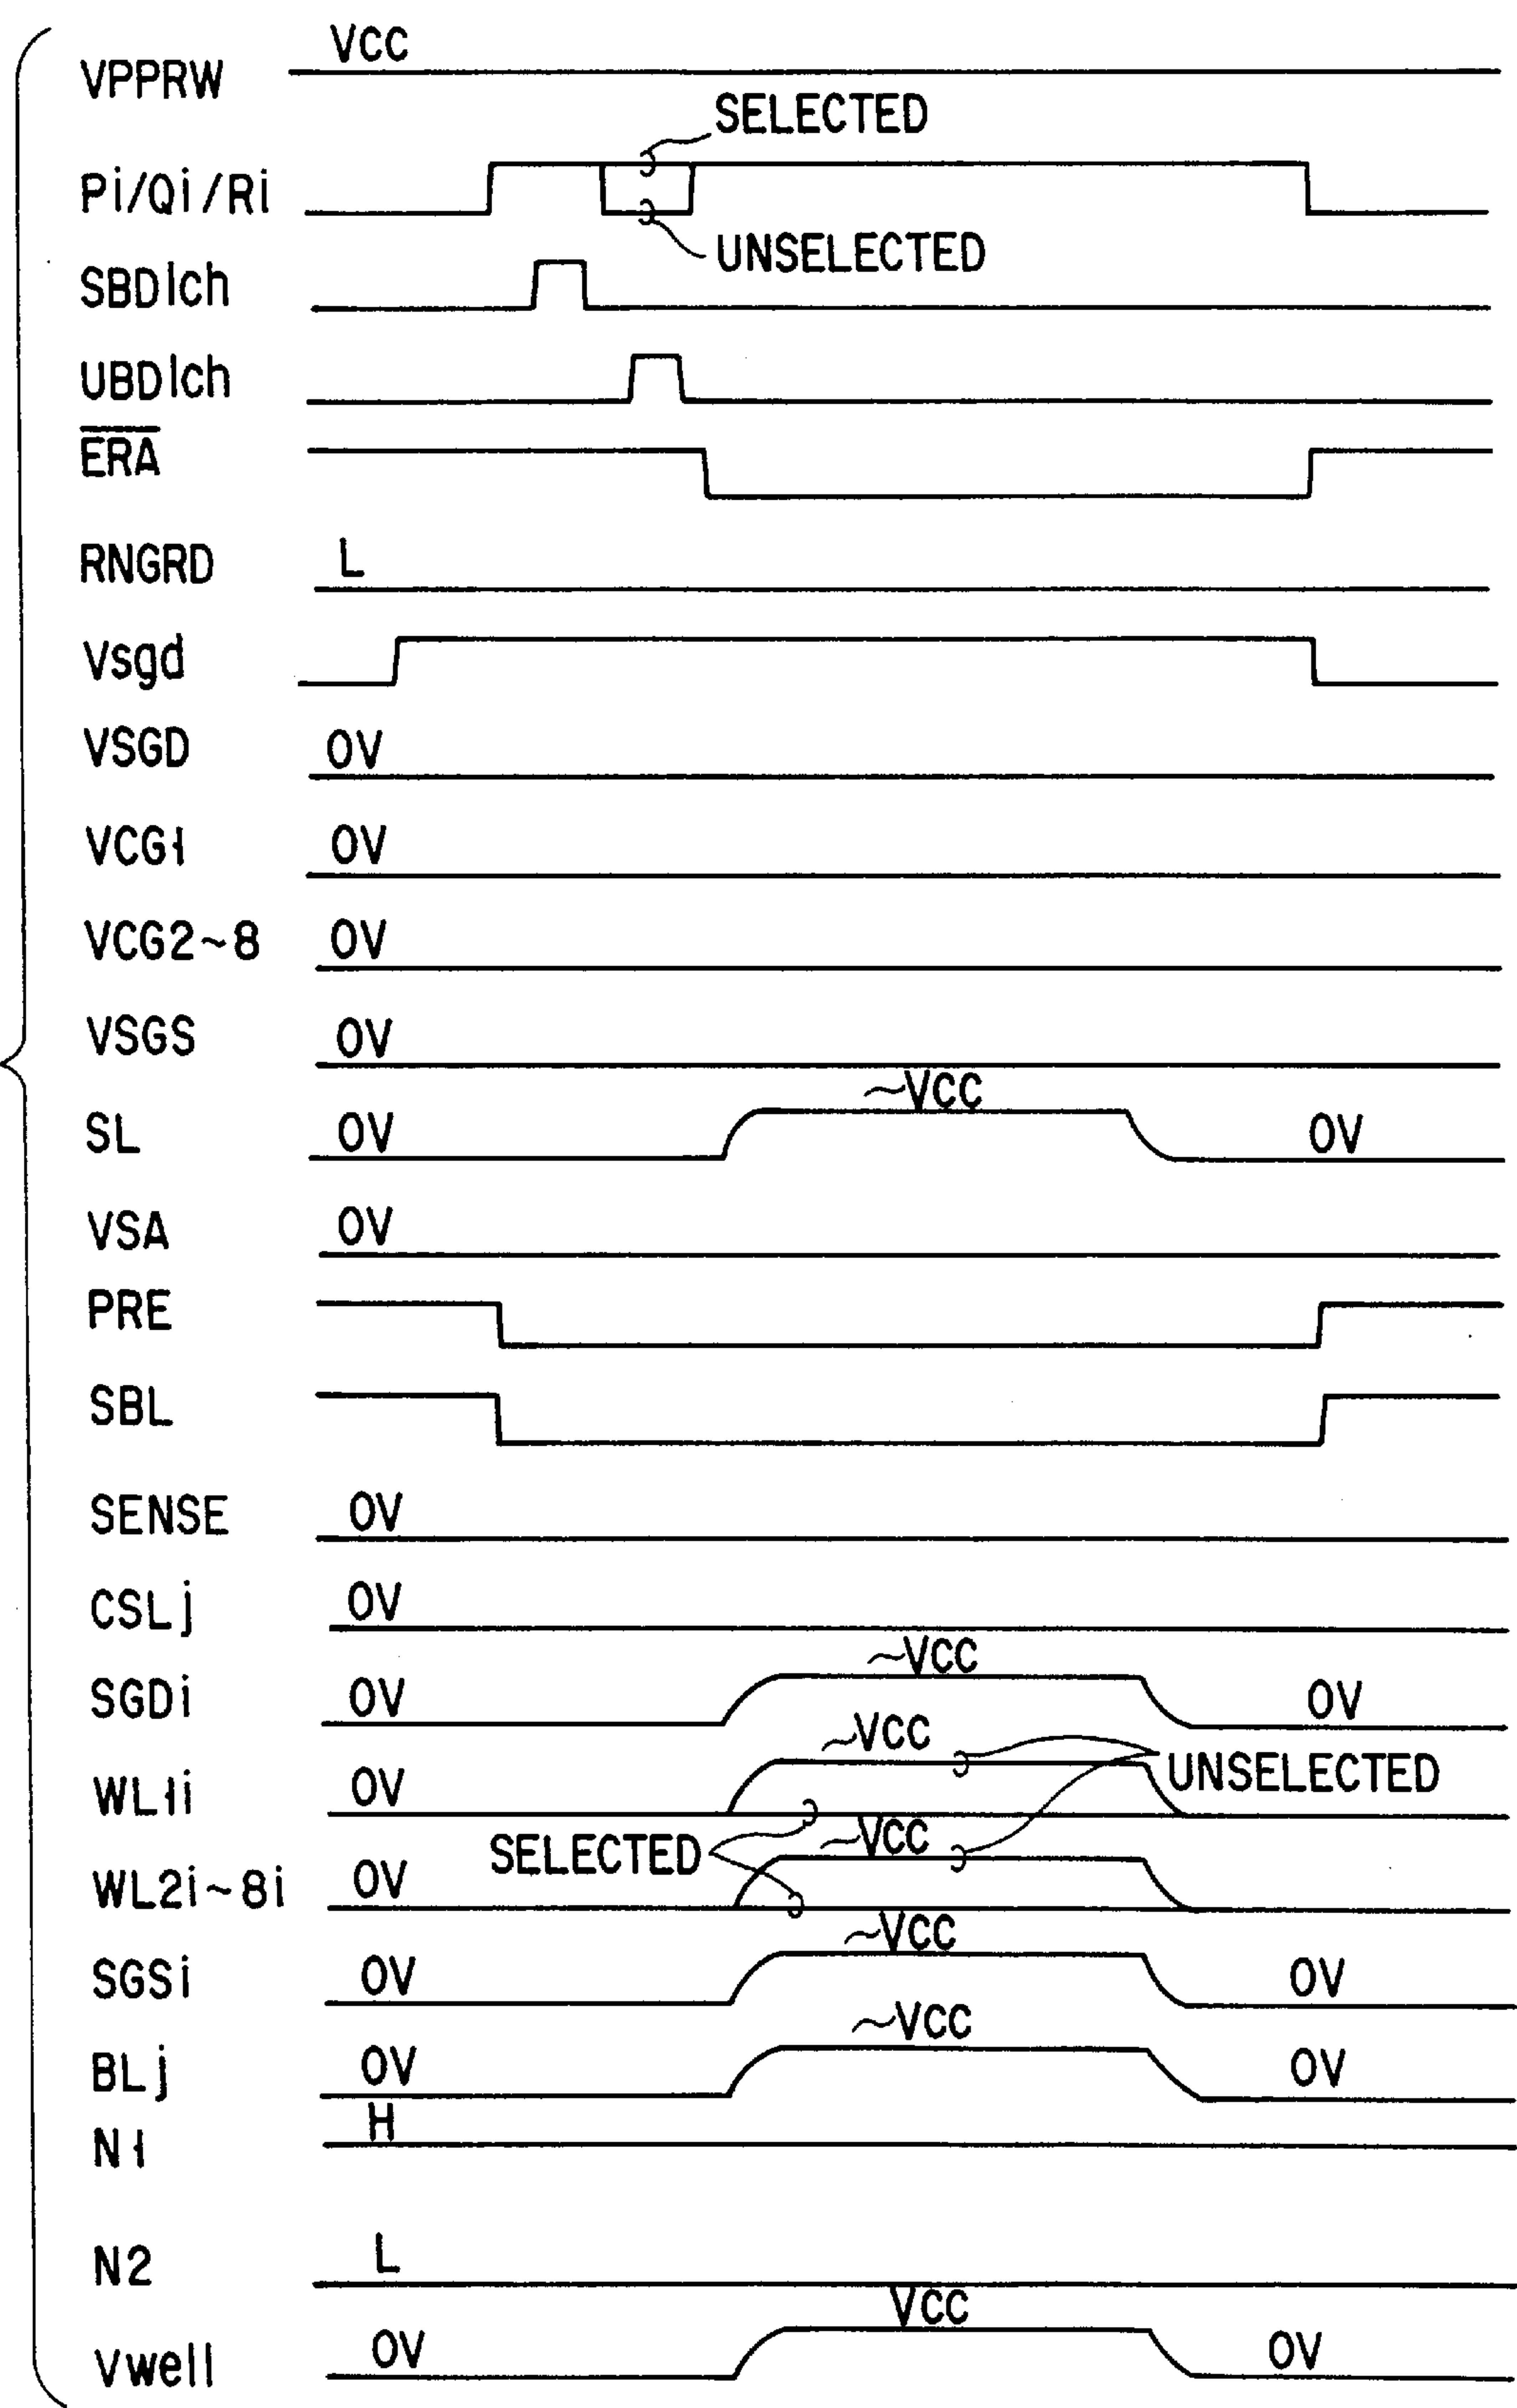 VPPRW VCC
SELECTED
Pi/Qi/Ri
UNSELECTED
SBDlch
UBDlch
ERA
RNGRD L
Vsgd
VSGD 0V
VCG1 0V
VCG2~8 0V
VSGS 0V
SL 0V ~VCC 0V
VSA 0V
PRE
SBL
SENSE 0V
CSLj 0V
SGDi 0V ~VCC 0V
WL1i 0V ~VCC UNSELECTED
SELECTED
WL2i~8i 0V ~VCC
SGSi 0V ~VCC 0V
BLj 0V ~VCC 0V
N1 H
N2 L
Vwell 0V VCC 0V